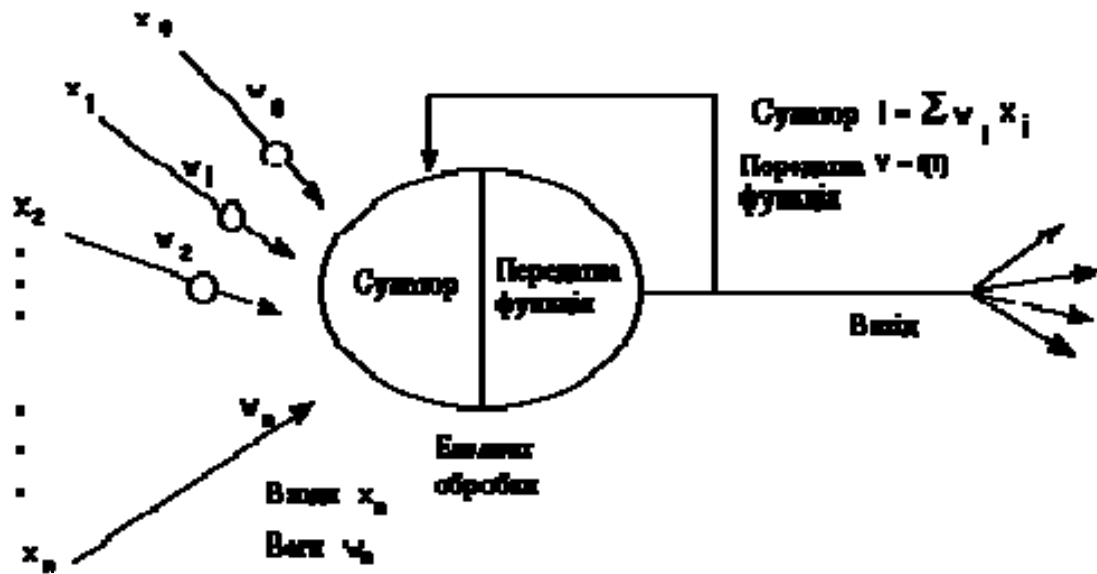 x₀
w₀
x₁
w₁
x₂
w₂
Суматор I = Σ wᵢ xᵢ
Передатна Y = f(I)
функція
Суматор
Передатна
функція
Вихід
wₙ
Елемент
обробки
Входи xₙ
Ваги wₙ
xₙ